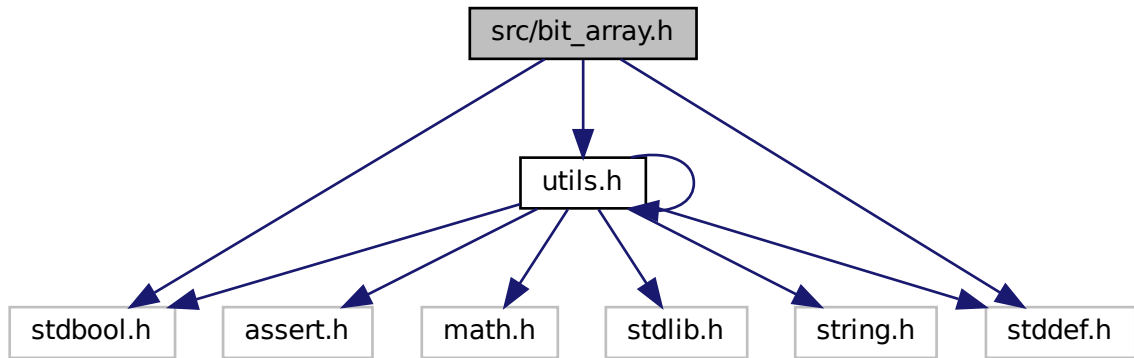 src/bit_array.h
utils.h
stdbool.h
assert.h
math.h
stdlib.h
string.h
stddef.h